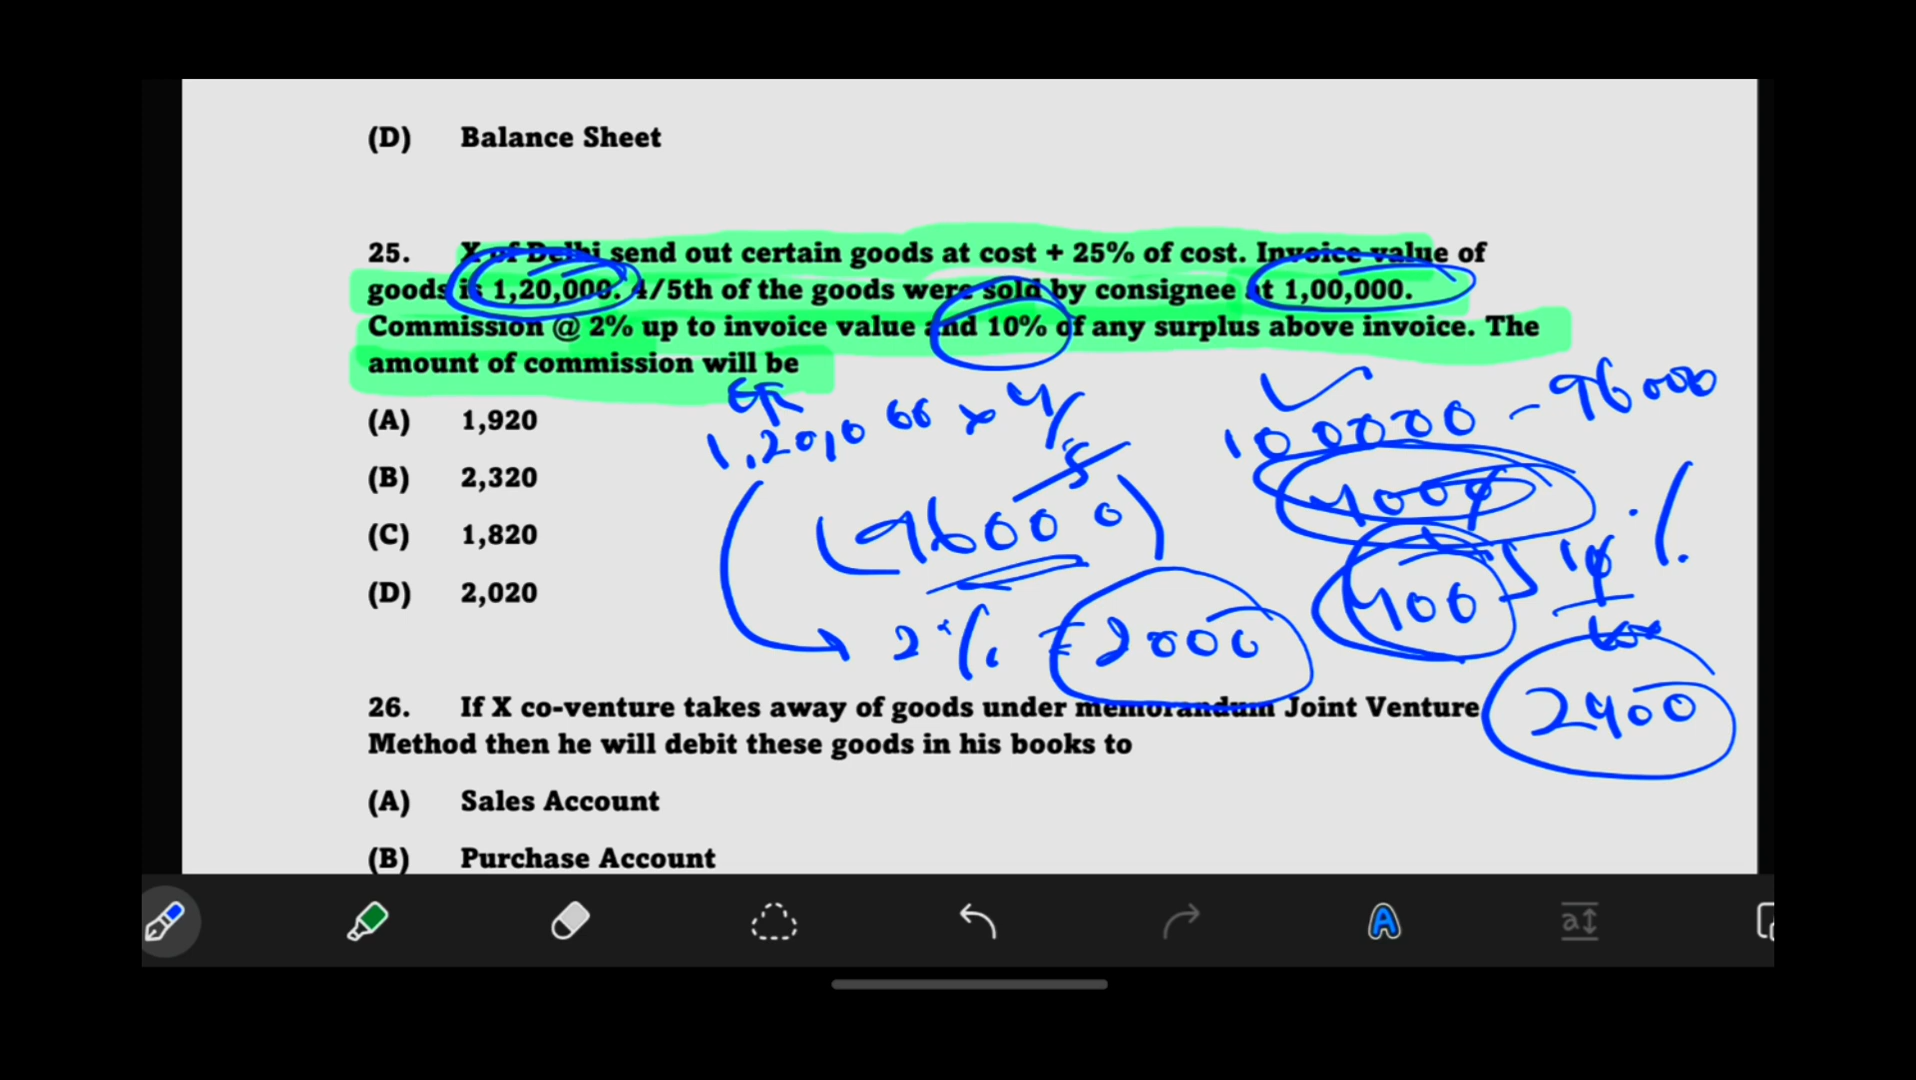 (D) Balance Sheet
25. X of Delhi send out certain goods at cost + 25% of cost. Invoice value of
goods is 1,20,000. 4/5th of the goods were sold by consignee at 1,00,000.
Commission @ 2% up to invoice value and 10% of any surplus above invoice. The
amount of commission will be
(A) 1,920
1,20,000 x 4/5
100000 - 96000
(B) 2,320
(96000)
4000
(C) 1,820
10/100 %
(D) 2,020
400
2% = 2000
26. If X co-venture takes away of goods under memorandum Joint Venture
2400
Method then he will debit these goods in his books to
(A) Sales Account
(B) Purchase Account
A
a